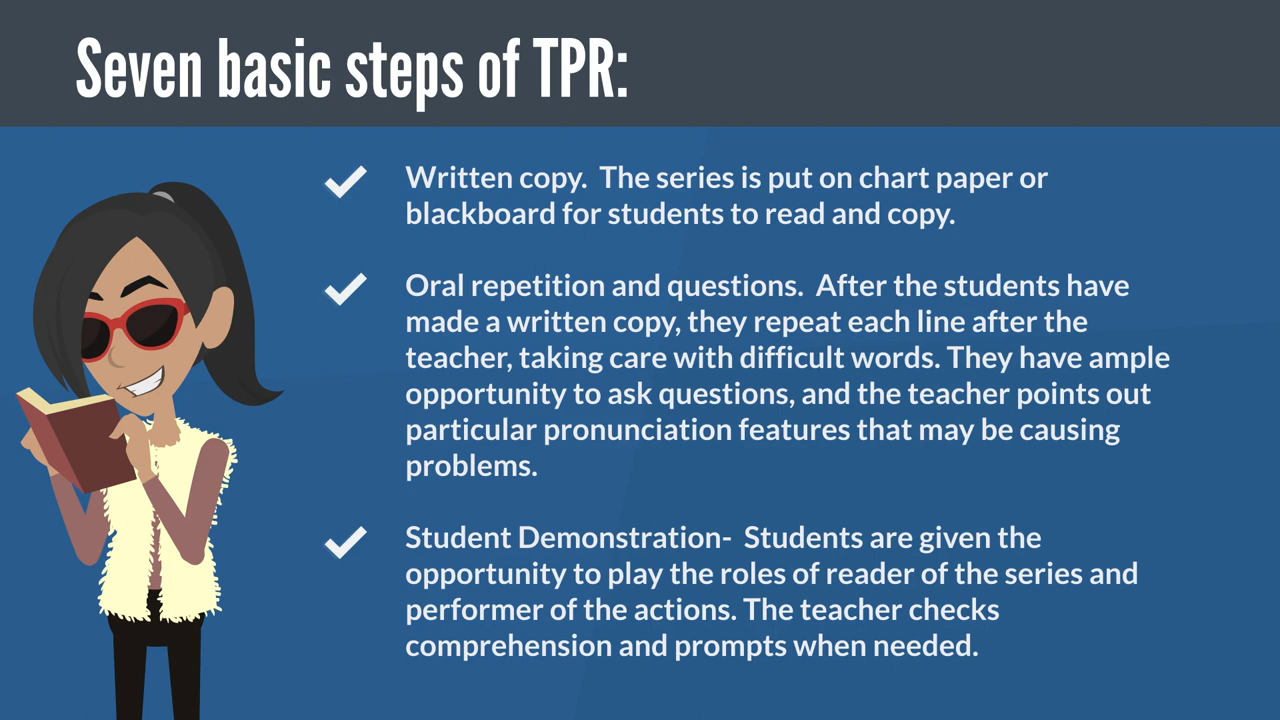 Seven basic steps of TPR:
Written copy.  The series is put on chart paper or
blackboard for students to read and copy.
Oral repetition and questions.  After the students have
made a written copy, they repeat each line after the
teacher, taking care with difficult words. They have ample
opportunity to ask questions, and the teacher points out
particular pronunciation features that may be causing
problems.
Student Demonstration-  Students are given the
opportunity to play the roles of reader of the series and
performer of the actions. The teacher checks
comprehension and prompts when needed.